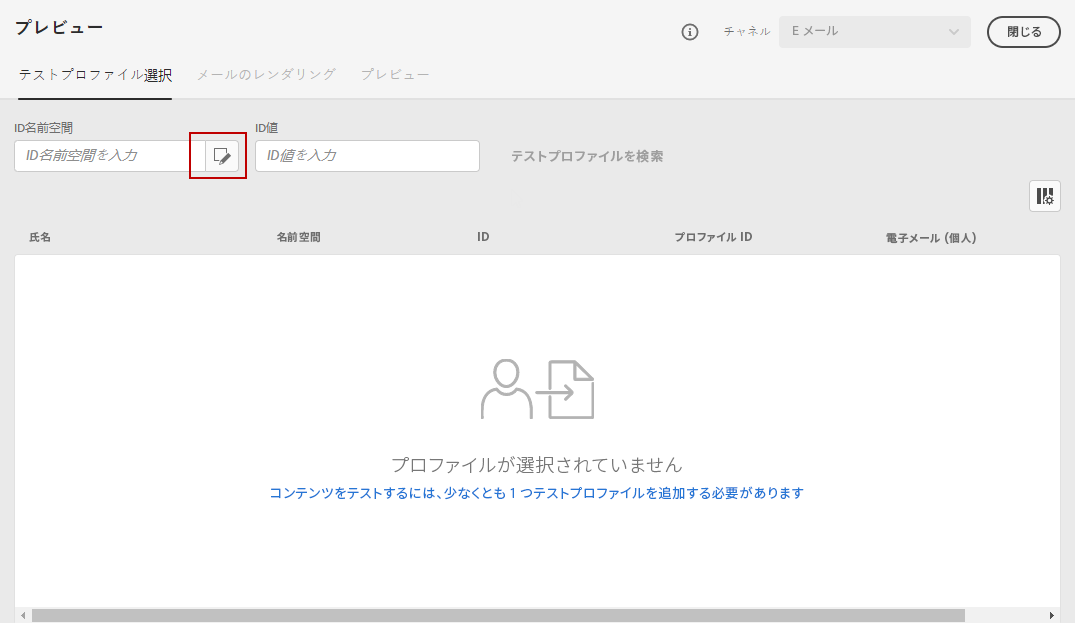 プレビュー
チャネル
E メール
閉じる
テストプロファイル選択
メールのレンダリング
プレビュー
ID名前空間
ID値
ID名前空間を入力
ID値を入力
テストプロファイルを検索
氏名
名前空間
ID
プロファイル ID
電子メール (個人)
プロファイルが選択されていません
コンテンツをテストするには、少なくとも 1 つテストプロファイルを追加する必要があります